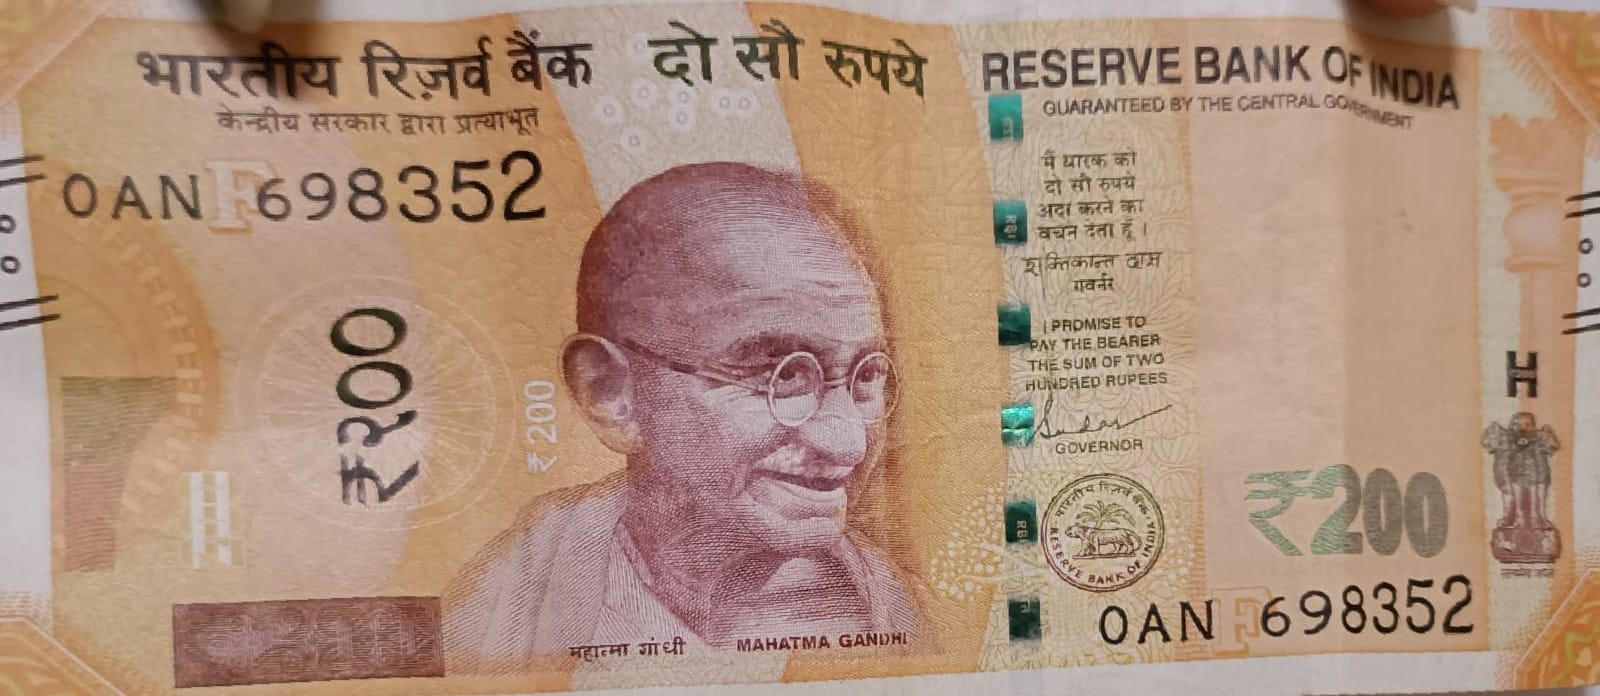 भारतीय रिज़र्व बैंक
केन्द्रीय सरकार द्वारा प्रत्याभूत
दो सौ रुपये
RESERVE BANK OF INDIA
GUARANTEED BY THE CENTRAL GOVERNMENT
0AN F 698352
₹२००
₹200
मैं धारक को
दो सौ रुपये
अदा करने का
वचन देता हूँ।
शक्तिकान्त दास
गवर्नर
I PROMISE TO
PAY THE BEARER
THE SUM OF TWO
HUNDRED RUPEES
GOVERNOR
भारतीय रिज़र्व बैंक
RESERVE BANK OF INDIA
RBI
RBI
H
₹200
सत्यमेव जयते
0AN F 698352
महात्मा गांधी
MAHATMA GANDHI